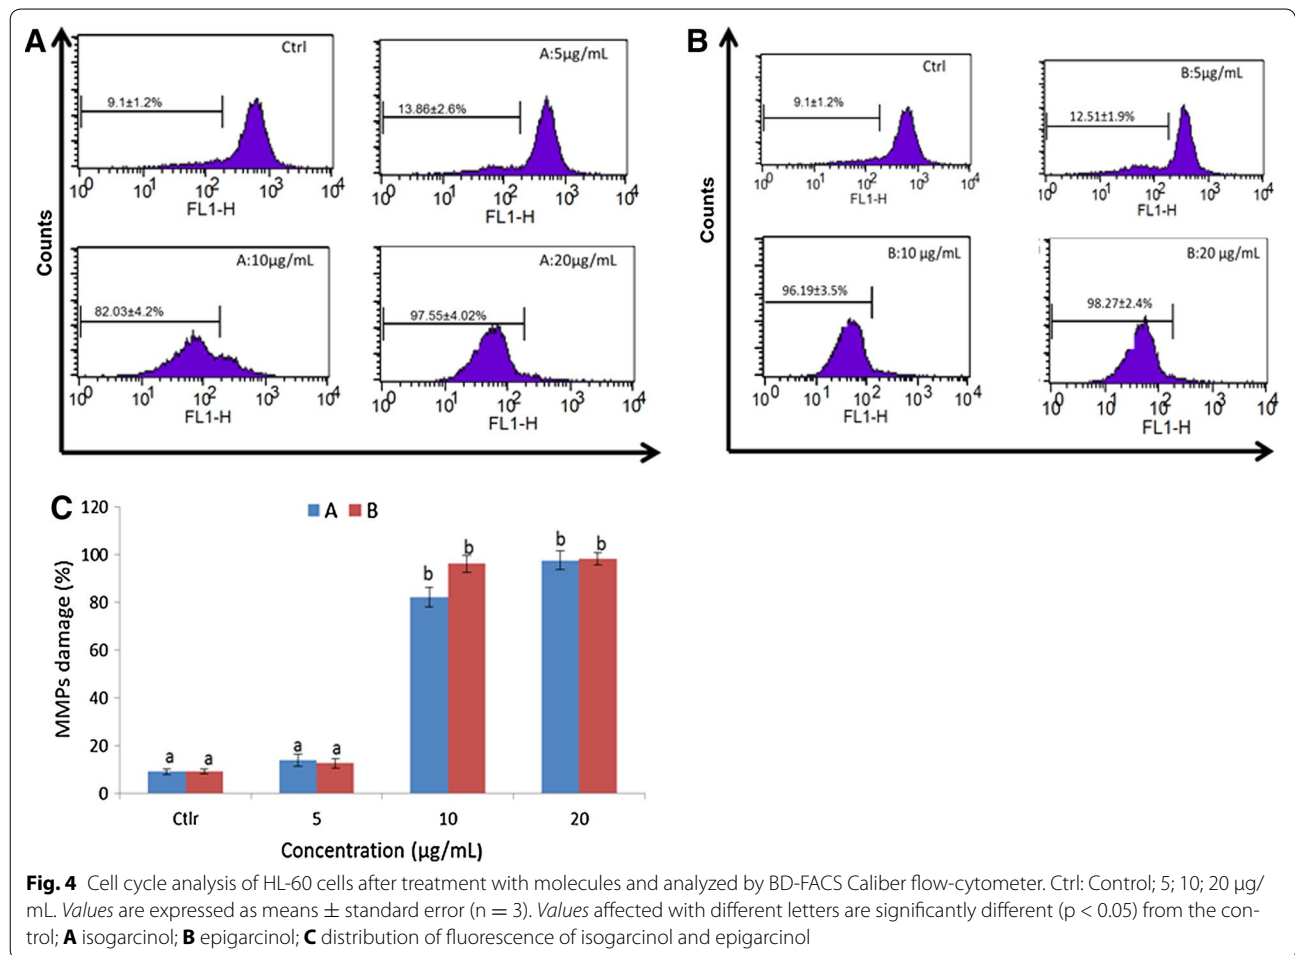 A
Ctrl
9.1±1.2%
10⁰ 10¹ 10² 10³ 10⁴
FL1-H
A:5µg/mL
13.86±2.6%
10⁰ 10¹ 10² 10³ 10⁴
FL1-H
Counts
A:10µg/mL
82.03±4.2%
10⁰ 10¹ 10² 10³ 10⁴
FL1-H
A:20µg/mL
97.55±4.02%
10⁰ 10¹ 10² 10³ 10⁴
FL1-H
B
Ctrl
9.1±1.2%
10⁰ 10¹ 10² 10³ 10⁴
FL1-H
B:5µg/mL
12.51±1.9%
10⁰ 10¹ 10² 10³ 10⁴
FL1-H
Counts
B:10 µg/mL
96.19±3.5%
10⁰ 10¹ 10² 10³ 10⁴
FL1-H
B:20 µg/mL
98.27±2.4%
10⁰ 10¹ 10² 10³ 10⁴
FL1-H
C
A B
MMPs damage (%)
120
100
80
60
40
20
0
a a a a b b b b
Ctlr 5 10 20
Concentration (µg/mL)
Fig. 4 Cell cycle analysis of HL-60 cells after treatment with molecules and analyzed by BD-FACS Caliber flow-cytometer. Ctrl: Control; 5; 10; 20 µg/
mL. Values are expressed as means ± standard error (n = 3). Values affected with different letters are significantly different (p < 0.05) from the con-
trol; A isogarcinol; B epigarcinol; C distribution of fluorescence of isogarcinol and epigarcinol